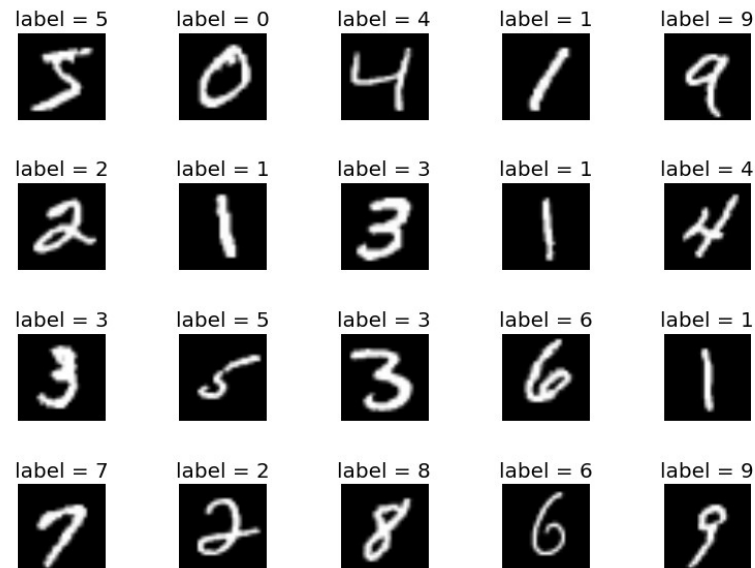 label = 5 label = 0 label = 4 label = 1 label = 9
5 0 4 1 9
label = 2 label = 1 label = 3 label = 1 label = 4
2 1 3 1 4
label = 3 label = 5 label = 3 label = 6 label = 1
3 5 3 6 1
label = 7 label = 2 label = 8 label = 6 label = 9
7 2 8 6 9